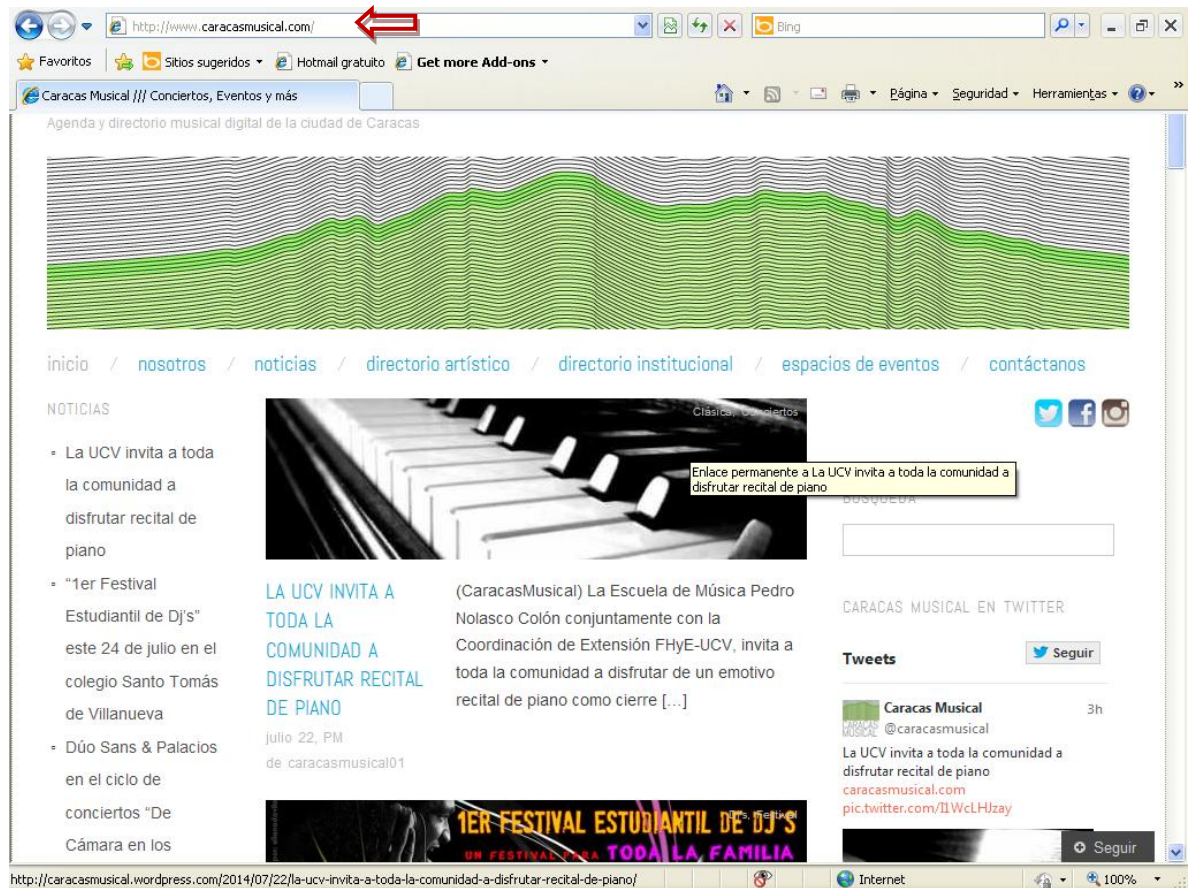 http://www.caracasmusical.com/
Bing
Favoritos
Sitios sugeridos
Hotmail gratuito
Get more Add-ons
Caracas Musical /// Conciertos, Eventos y más
Página
Seguridad
Herramientas
»
Agenda y directorio musical digital de la ciudad de Caracas
inicio / nosotros / noticias / directorio artístico / directorio institucional / espacios de eventos / contáctanos
NOTICIAS
La UCV invita a toda
la comunidad a
disfrutar recital de
piano
"1er Festival
Estudiantil de Dj's"
este 24 de julio en el
colegio Santo Tomás
de Villanueva
Dúo Sans & Palacios
en el ciclo de
conciertos "De
Cámara en los
Clásica, Conciertos
Enlace permanente a La UCV invita a toda la comunidad a
disfrutar recital de piano
LA UCV INVITA A
TODA LA
COMUNIDAD A
DISFRUTAR RECITAL
DE PIANO
julio 22, PM
de caracasmusical01
(CaracasMusical) La Escuela de Música Pedro
Nolasco Colón conjuntamente con la
Coordinación de Extensión FHyE-UCV, invita a
toda la comunidad a disfrutar de un emotivo
recital de piano como cierre […]
Dj's, Festival
1ER FESTIVAL ESTUDIANTIL DE DJ'S
UN FESTIVAL PARA TODA LA FAMILIA
BÚSQUEDA
CARACAS MUSICAL EN TWITTER
Tweets
Seguir
Caracas Musical
3h
@caracasmusical
CARACAS
MUSICAL
La UCV invita a toda la comunidad a
disfrutar recital de piano
caracasmusical.com
pic.twitter.com/I1WcLHJzay
Seguir
http://caracasmusical.wordpress.com/2014/07/22/la-ucv-invita-a-toda-la-comunidad-a-disfrutar-recital-de-piano/
Internet
100%